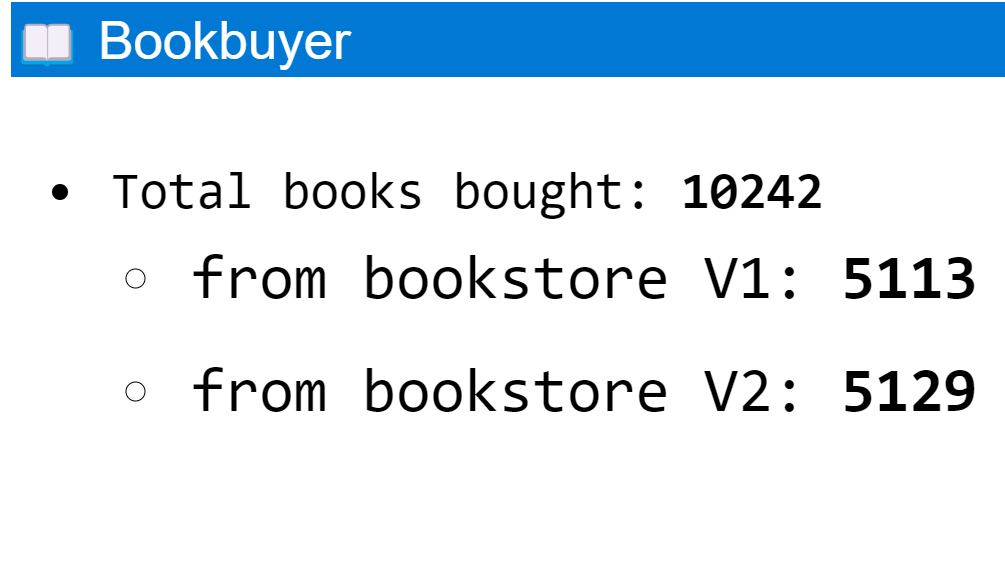 Bookbuyer
Total books bought: 10242
from bookstore V1: 5113
from bookstore V2: 5129